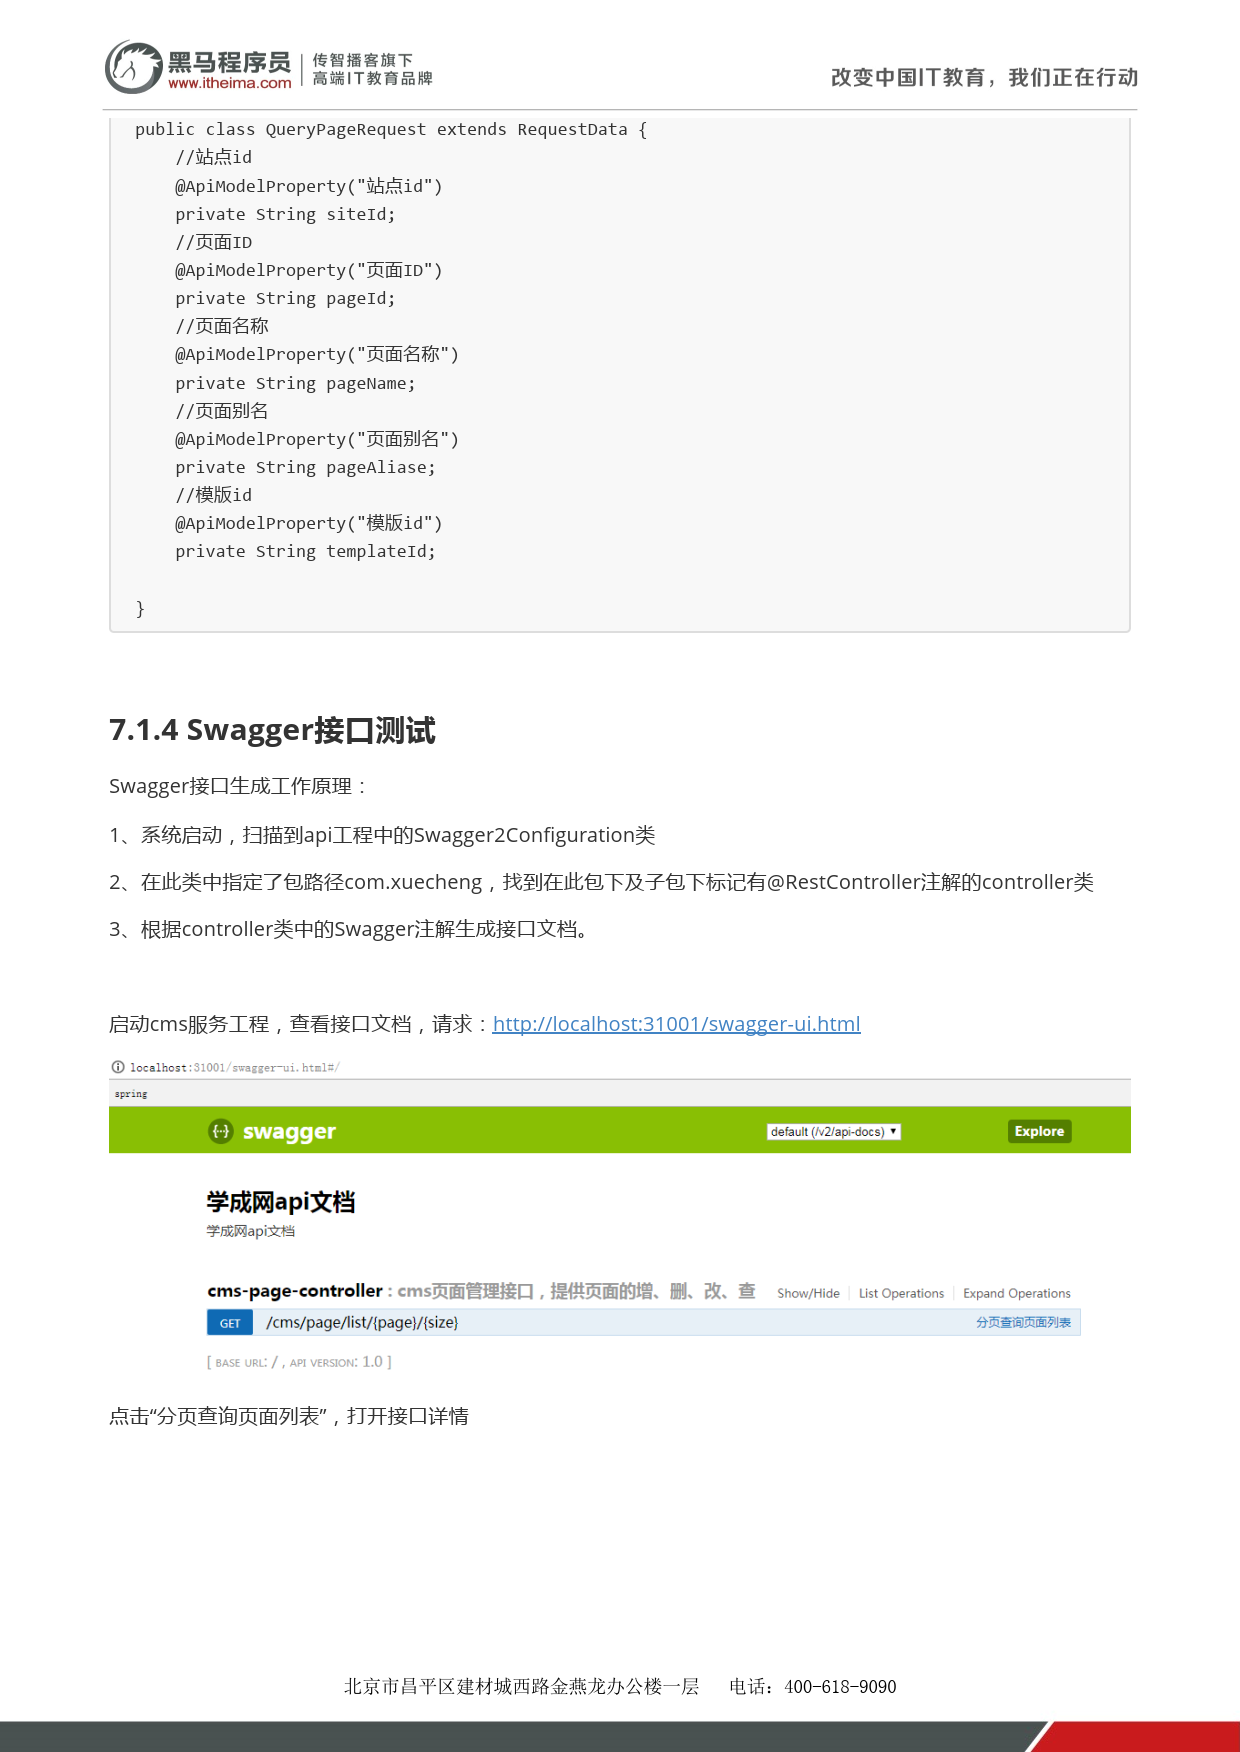 黑马程序员
www.itheima.com
传智播客旗下
高端IT教育品牌
改变中国IT教育，我们正在行动
public class QueryPageRequest extends RequestData {
    //站点id
    @ApiModelProperty("站点id")
    private String siteId;
    //页面ID
    @ApiModelProperty("页面ID")
    private String pageId;
    //页面名称
    @ApiModelProperty("页面名称")
    private String pageName;
    //页面别名
    @ApiModelProperty("页面别名")
    private String pageAliase;
    //模版id
    @ApiModelProperty("模版id")
    private String templateId;
}
7.1.4 Swagger接口测试
Swagger接口生成工作原理：
1、系统启动，扫描到api工程中的Swagger2Configuration类
2、在此类中指定了包路径com.xuecheng，找到在此包下及子包下标记有@RestController注解的controller类
3、根据controller类中的Swagger注解生成接口文档。
启动cms服务工程，查看接口文档，请求：http://localhost:31001/swagger-ui.html
localhost:31001/swagger-ui.html#/
spring
{···} swagger
default (/v2/api-docs) ▼
Explore
学成网api文档
学成网api文档
cms-page-controller : cms页面管理接口，提供页面的增、删、改、查
Show/Hide | List Operations | Expand Operations
GET /cms/page/list/{page}/{size} 分页查询页面列表
[ BASE URL: / , API VERSION: 1.0 ]
点击“分页查询页面列表”，打开接口详情
北京市昌平区建材城西路金燕龙办公楼一层 电话：400-618-9090